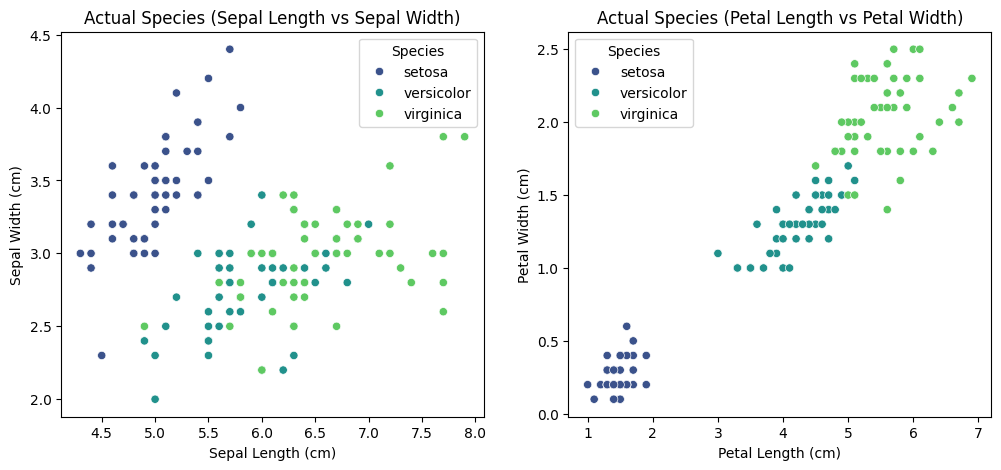 Actual Species (Sepal Length vs Sepal Width)
4.5
4.0
3.5
3.0
2.5
2.0
Sepal Width (cm)
Species
setosa
versicolor
virginica
4.5 5.0 5.5 6.0 6.5 7.0 7.5 8.0
Sepal Length (cm)
Actual Species (Petal Length vs Petal Width)
2.5
2.0
1.5
1.0
0.5
0.0
Petal Width (cm)
Species
setosa
versicolor
virginica
1 2 3 4 5 6 7
Petal Length (cm)